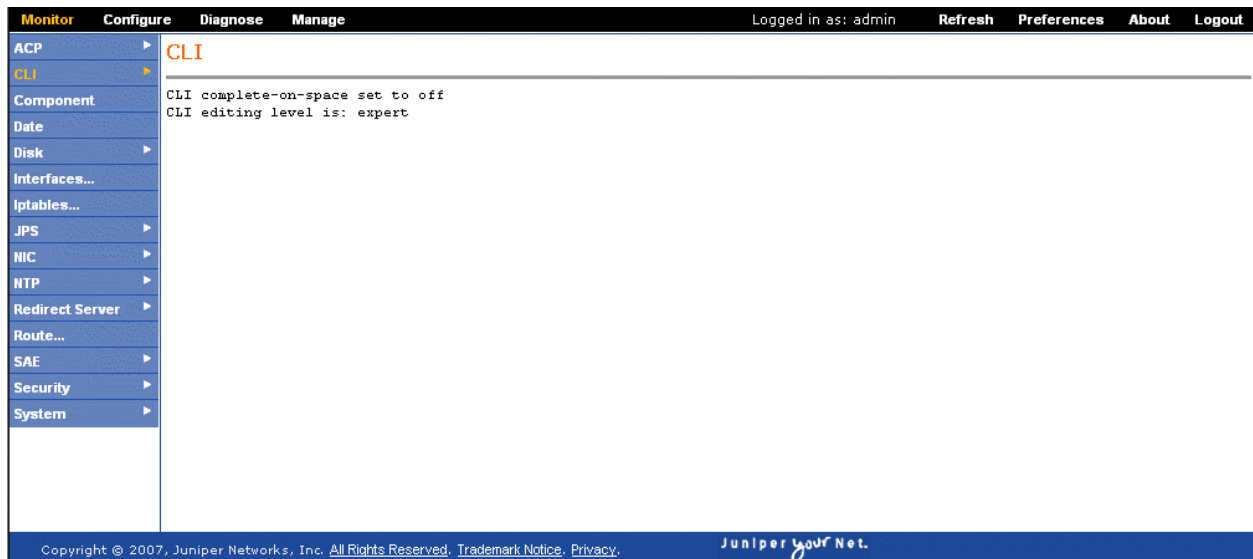 Monitor Configure Diagnose Manage Logged in as: admin Refresh Preferences About Logout
ACP
CLI
Component
Date
Disk
Interfaces...
Iptables...
JPS
NIC
NTP
Redirect Server
Route...
SAE
Security
System
CLI
CLI complete-on-space set to off
CLI editing level is: expert
Copyright © 2007, Juniper Networks, Inc. All Rights Reserved. Trademark Notice. Privacy.
Juniper your Net.